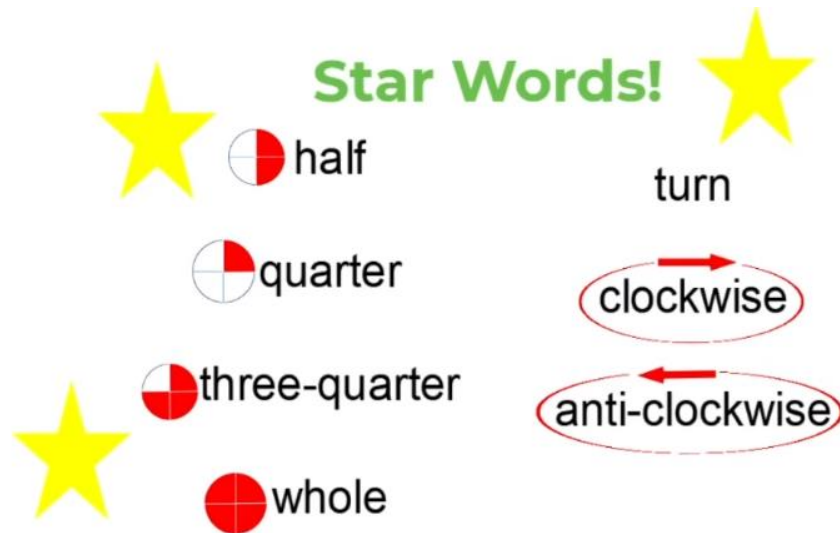 Star Words!
half
turn
quarter
clockwise
three-quarter
anti-clockwise
whole